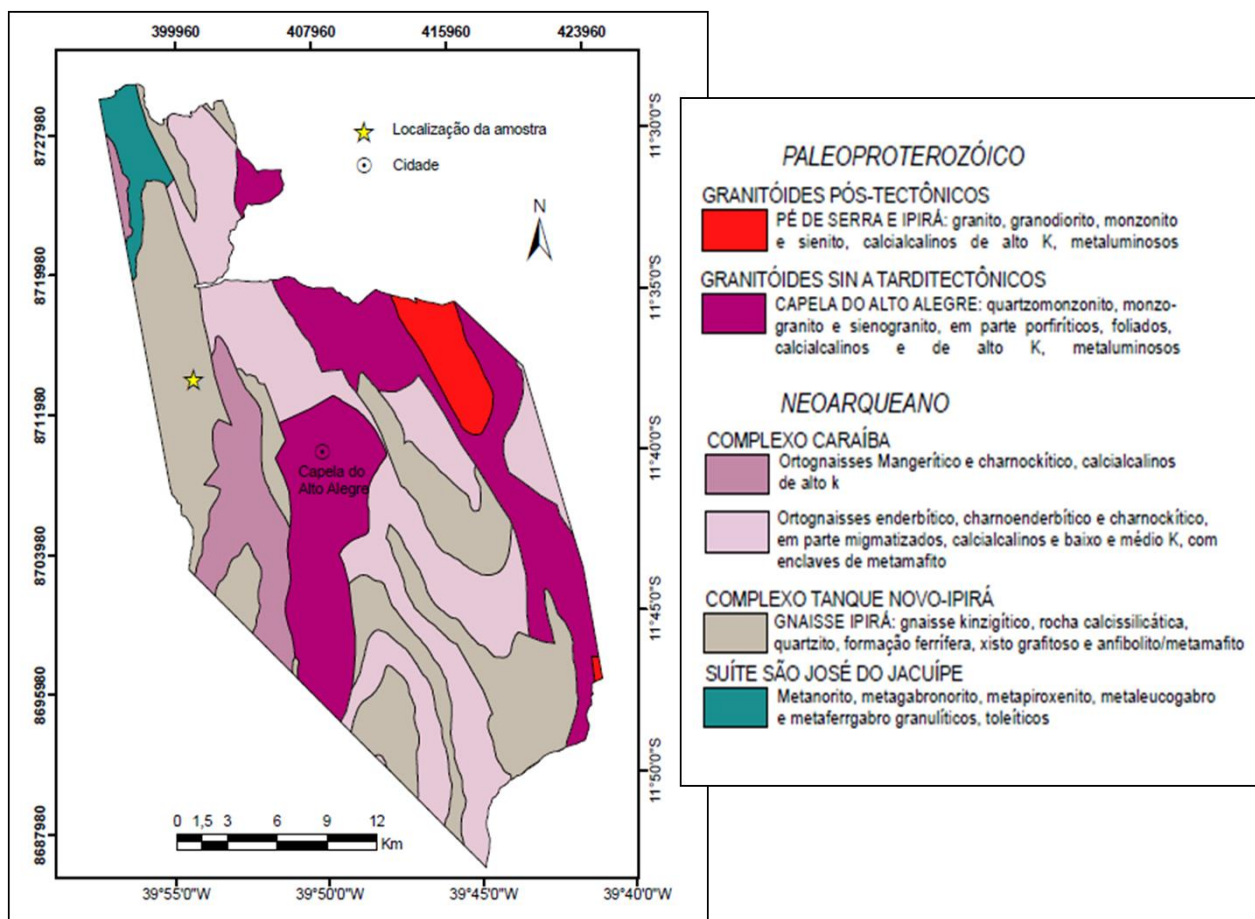 399960 407960 415960 423960
Localização da amostra
Cidade
N
8727980
8719980
8711980
8703980
8695980
8687980
11°30'0"S
11°35'0"S
11°40'0"S
11°45'0"S
11°50'0"S
Capela do
Alto Alegre
0 1,5 3 6 9 12
Km
39°55'0"W 39°50'0"W 39°45'0"W 39°40'0"W
PALEOPROTEROZÓICO
GRANITÓIDES PÓS-TECTÔNICOS
PÉ DE SERRA E IPIRÁ: granito, granodiorito, monzonito
e sienito, calcialcalinos de alto K, metaluminosos
GRANITÓIDES SIN A TARDITECTÔNICOS
CAPELA DO ALTO ALEGRE: quartzomonzonito, monzo-
granito e sienogranito, em parte porfiríticos, foliados,
calcialcalinos e de alto K, metaluminosos
NEOARQUEANO
COMPLEXO CARAÍBA
Ortognaisses Mangerítico e charnockítico, calcialcalinos
de alto k
Ortognaisses enderbítico, charnoenderbítico e charnockítico,
em parte migmatizados, calcialcalinos e baixo e médio K, com
enclaves de metamafito
COMPLEXO TANQUE NOVO-IPIRÁ
GNAISSE IPIRÁ: gnaisse kinzigítico, rocha calcissilicática,
quartzito, formação ferrífera, xisto grafitoso e anfibolito/metamafito
SUÍTE SÃO JOSÉ DO JACUÍPE
Metanorito, metagabronorito, metapiroxenito, metaleucogabro
e metaferrgabro granulíticos, toleíticos